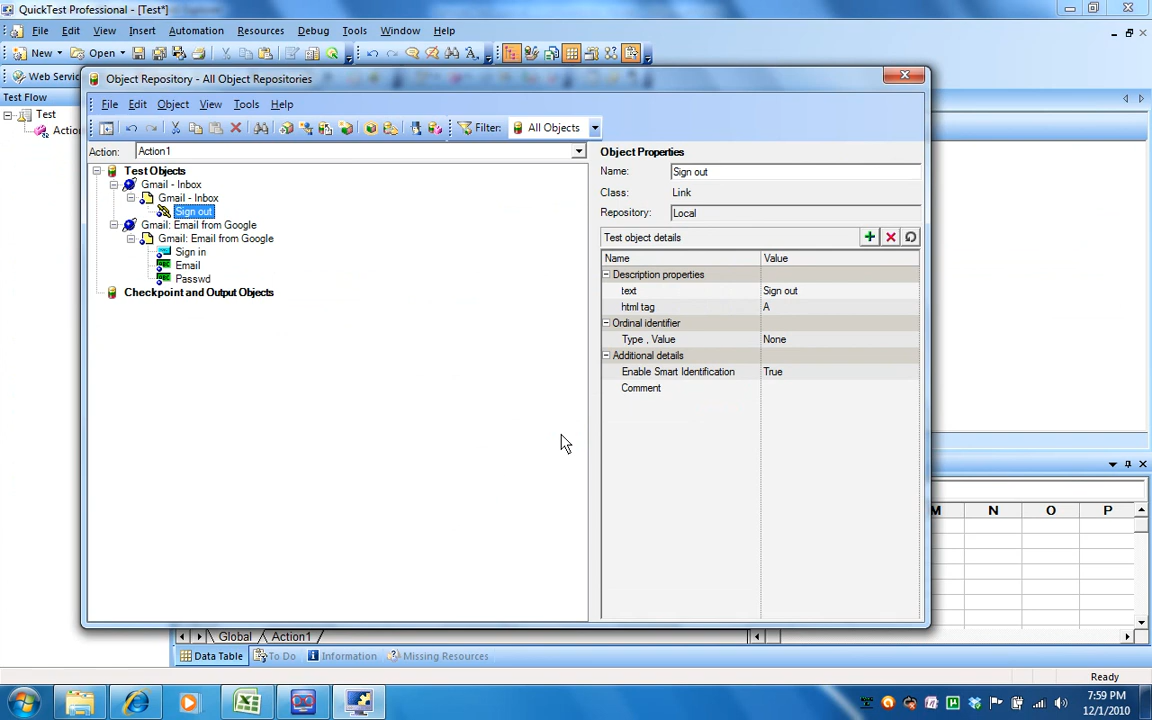 QuickTest Professional - [Test*]
File Edit View Insert Automation Resources Debug Tools Window Help
New Open
Web Servic
Test Flow
Test
Action
Object Repository - All Object Repositories
File Edit Object View Tools Help
Filter: All Objects
Action: Action1
Test Objects
Gmail - Inbox
Gmail - Inbox
Sign out
Gmail: Email from Google
Gmail: Email from Google
Sign in
Email
Passwd
Checkpoint and Output Objects
Object Properties
Name: Sign out
Class: Link
Repository: Local
Test object details
Name Value
Description properties
text Sign out
html tag A
Ordinal identifier
Type , Value None
Additional details
Enable Smart Identification True
Comment
M N O P
Global Action1
Data Table To Do Information Missing Resources
Ready
7:59 PM
12/1/2010